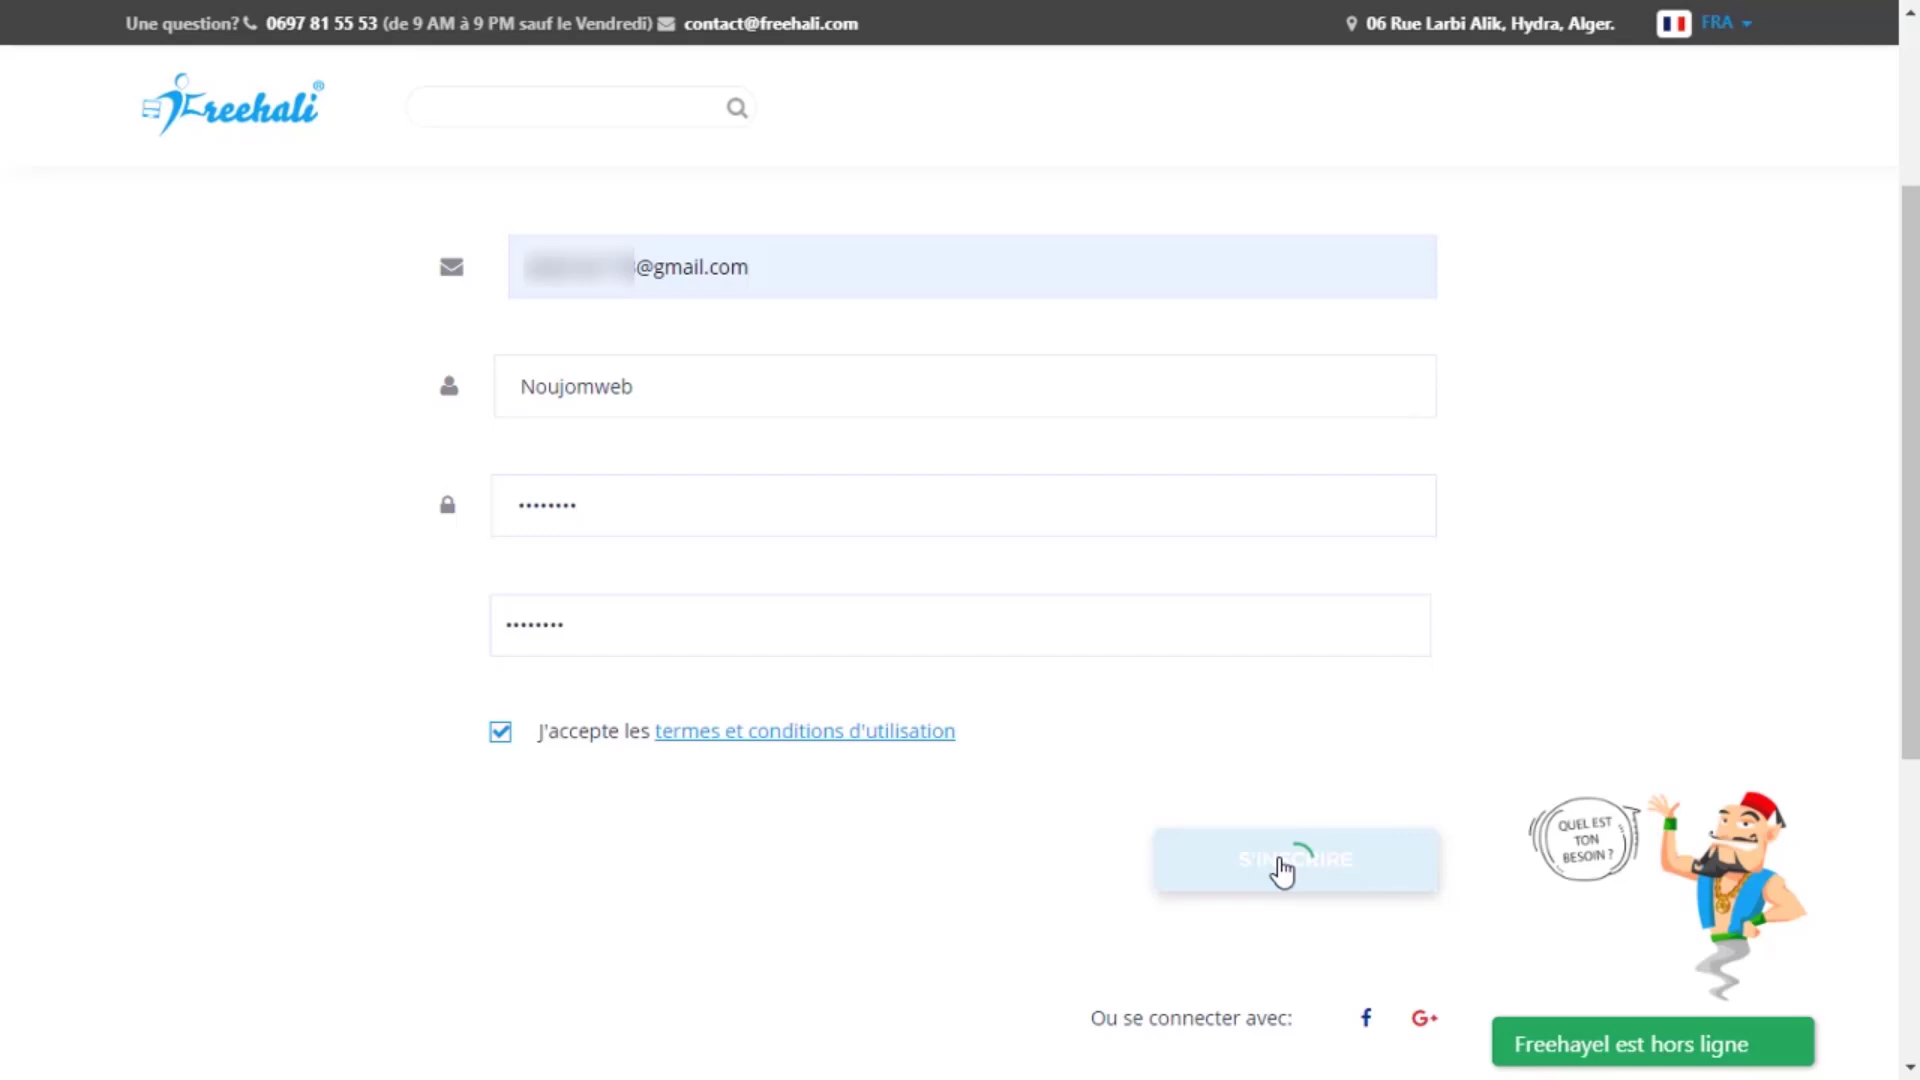 Une question? 0697 81 55 53 (de 9 AM à 9 PM sauf le Vendredi) contact@freehali.com
06 Rue Larbi Alik, Hydra, Alger.
FRA
Freehali®
@gmail.com
Noujomweb
••••••••
••••••••
J'accepte les termes et conditions d'utilisation
S'INSCRIRE
QUEL EST
TON
BESOIN ?
Ou se connecter avec:
f
G+
Freehayel est hors ligne